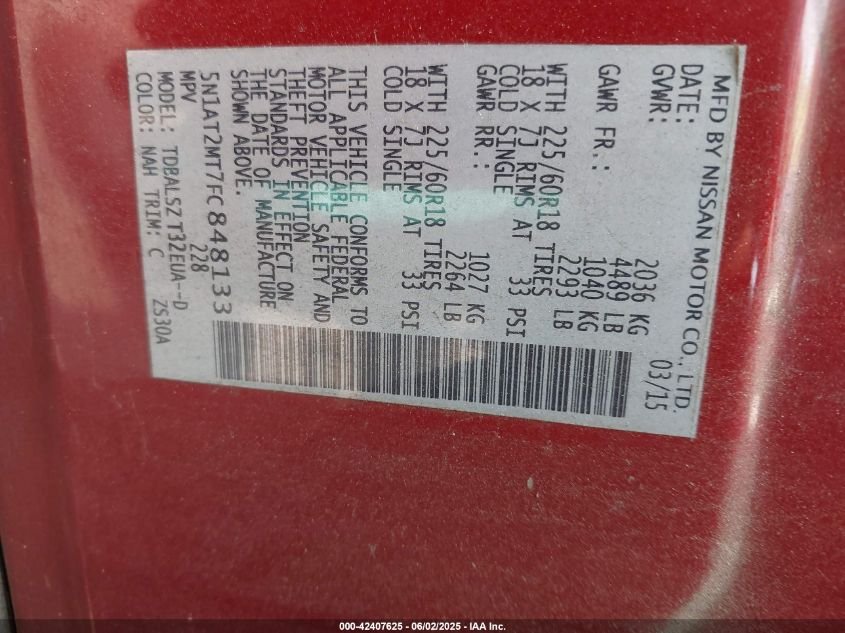 MFD BY NISSAN MOTOR CO., LTD.
DATE: 03/15
GVWR: 2036 KG
4489 LB
GAWR FR.: 1040 KG
2293 LB
WITH 225/60R18 TIRES
18 X 7J RIMS AT 33 PSI
COLD SINGLE
GAWR RR.: 1027 KG
2264 LB
WITH 225/60R18 TIRES
18 X 7J RIMS AT 33 PSI
COLD SINGLE
THIS VEHICLE CONFORMS TO
ALL APPLICABLE FEDERAL
MOTOR VEHICLE SAFETY AND
THEFT PREVENTION
STANDARDS IN EFFECT ON
THE DATE OF MANUFACTURE
SHOWN ABOVE.
5N1AT2MT7FC848133
MPV 228
MODEL: TDBALSZ T32EUA--D
COLOR: NAH TRIM: C ZS30A
000-42407625 - 06/02/2025 - IAA Inc.